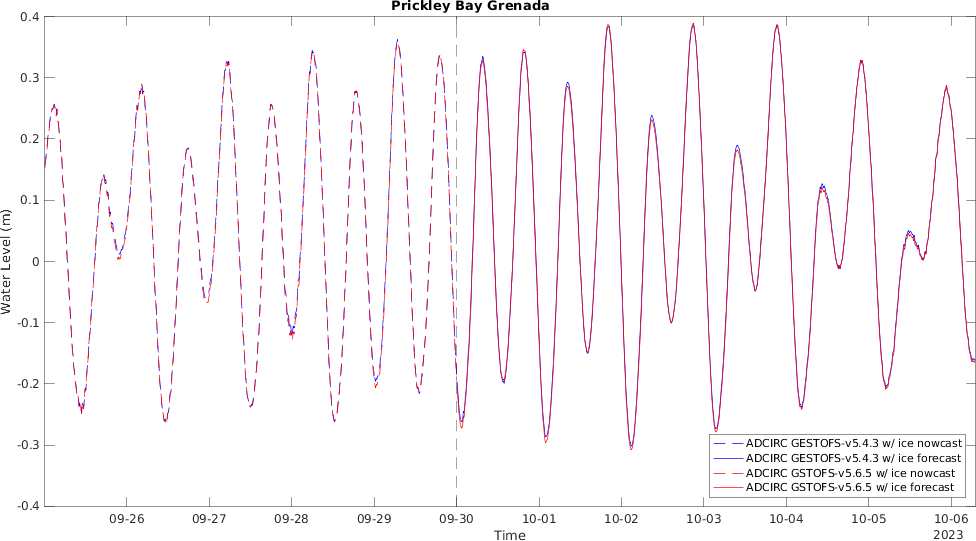 Prickley Bay Grenada
0.4
0.3
0.2
0.1
0
-0.1
-0.2
-0.3
-0.4
Water Level (m)
ADCIRC GESTOFS-v5.4.3 w/ ice nowcast
ADCIRC GESTOFS-v5.4.3 w/ ice forecast
ADCIRC GSTOFS-v5.6.5 w/ ice nowcast
ADCIRC GSTOFS-v5.6.5 w/ ice forecast
09-26 09-27 09-28 09-29 09-30 10-01 10-02 10-03 10-04 10-05 10-06
2023
Time